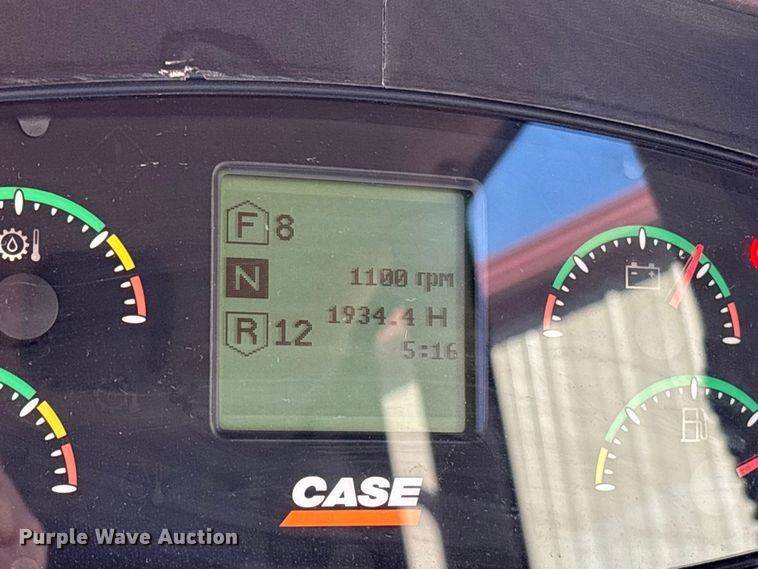 F 8
N 1100 rpm
1934.4 H
R 12
5:16
CASE
Purple Wave Auction